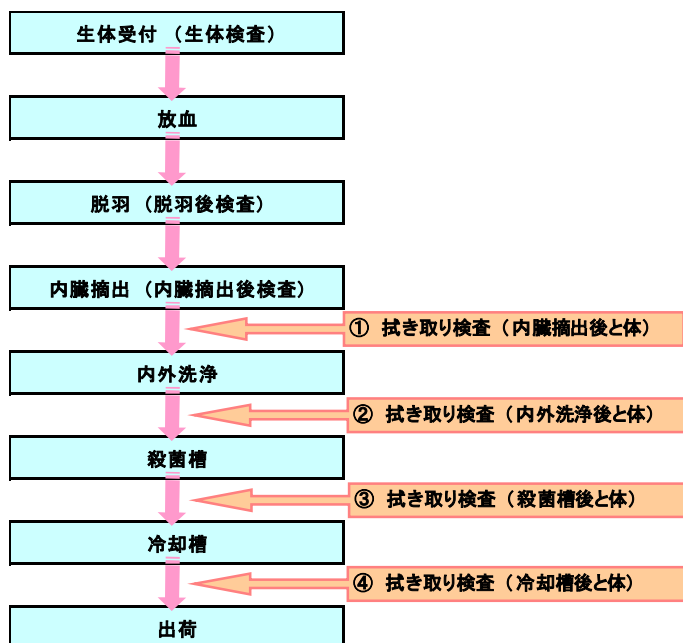 生体受付（生体検査）
放血
脱羽（脱羽後検査）
内臓摘出（内臓摘出後検査）
① 拭き取り検査（内臓摘出後と体）
内外洗浄
② 拭き取り検査（内外洗浄後と体）
殺菌槽
③ 拭き取り検査（殺菌槽後と体）
冷却槽
④ 拭き取り検査（冷却槽後と体）
出荷